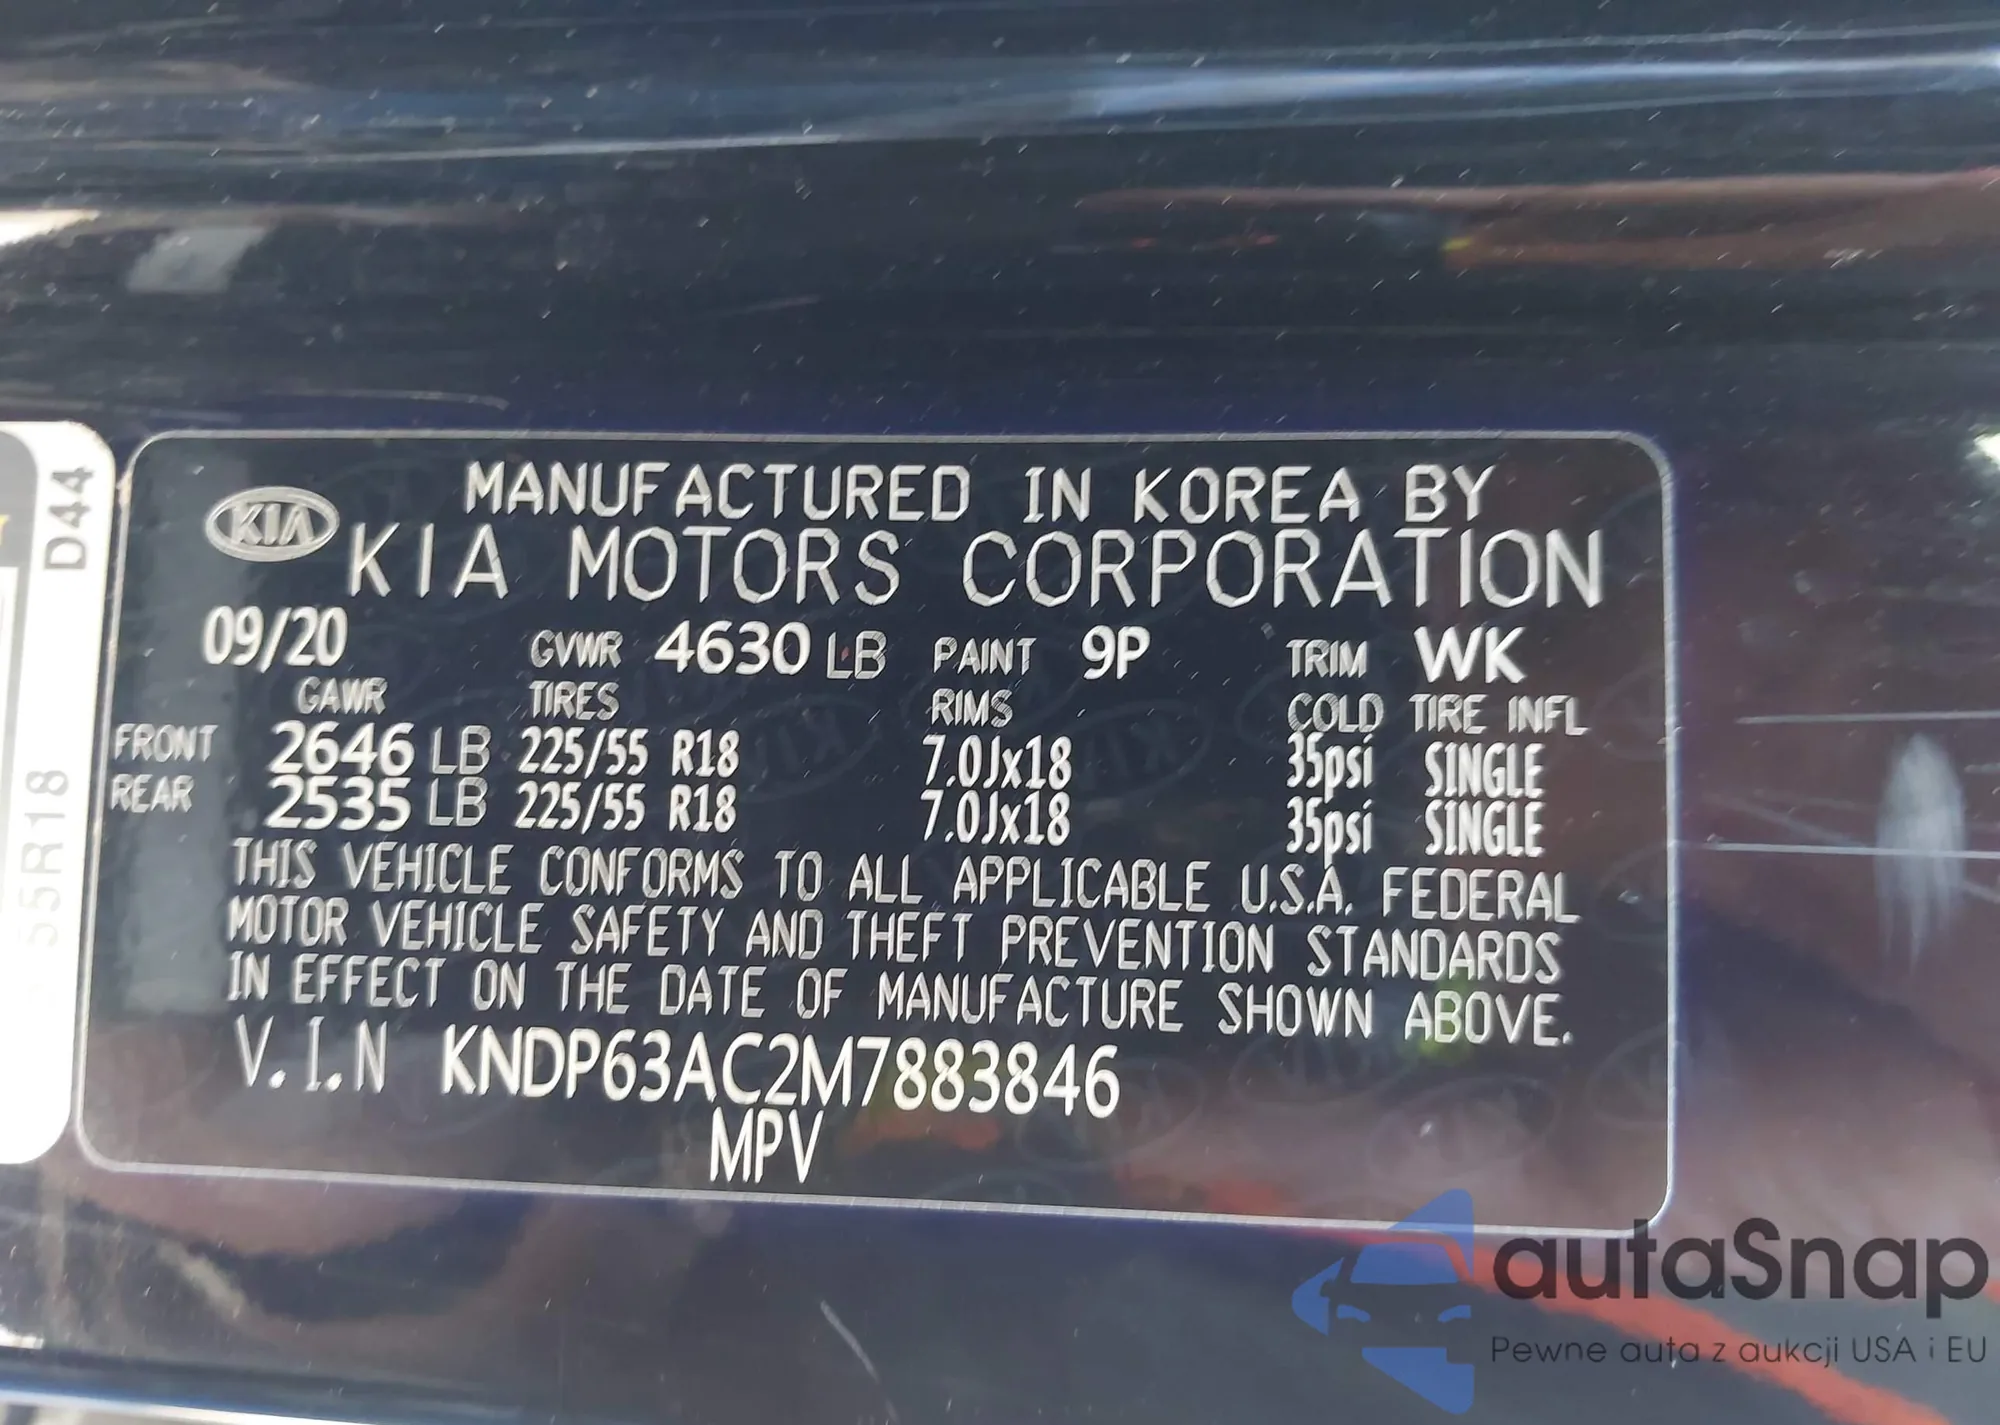 D44
55R18
KIA
MANUFACTURED IN KOREA BY
KIA MOTORS CORPORATION
09/20 GVWR 4630 LB PAINT 9P TRIM WK
GAWR TIRES RIMS COLD TIRE INFL
FRONT 2646 LB 225/55 R18 7.0Jx18 35psi SINGLE
REAR 2535 LB 225/55 R18 7.0Jx18 35psi SINGLE
THIS VEHICLE CONFORMS TO ALL APPLICABLE U.S.A. FEDERAL
MOTOR VEHICLE SAFETY AND THEFT PREVENTION STANDARDS
IN EFFECT ON THE DATE OF MANUFACTURE SHOWN ABOVE.
V.I.N KNDP63AC2M7883846
MPV
autaSnap
Pewne auta z aukcji USA i EU